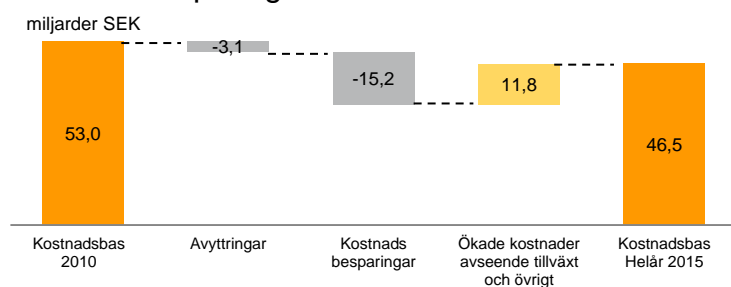 miljarder SEK
-3,1
-15,2
11,8
53,0
46,5
Kostnadsbas
2010
Avyttringar
Kostnads
besparingar
Ökade kostnader
avseende tillväxt
och övrigt
Kostnadsbas
Helår 2015